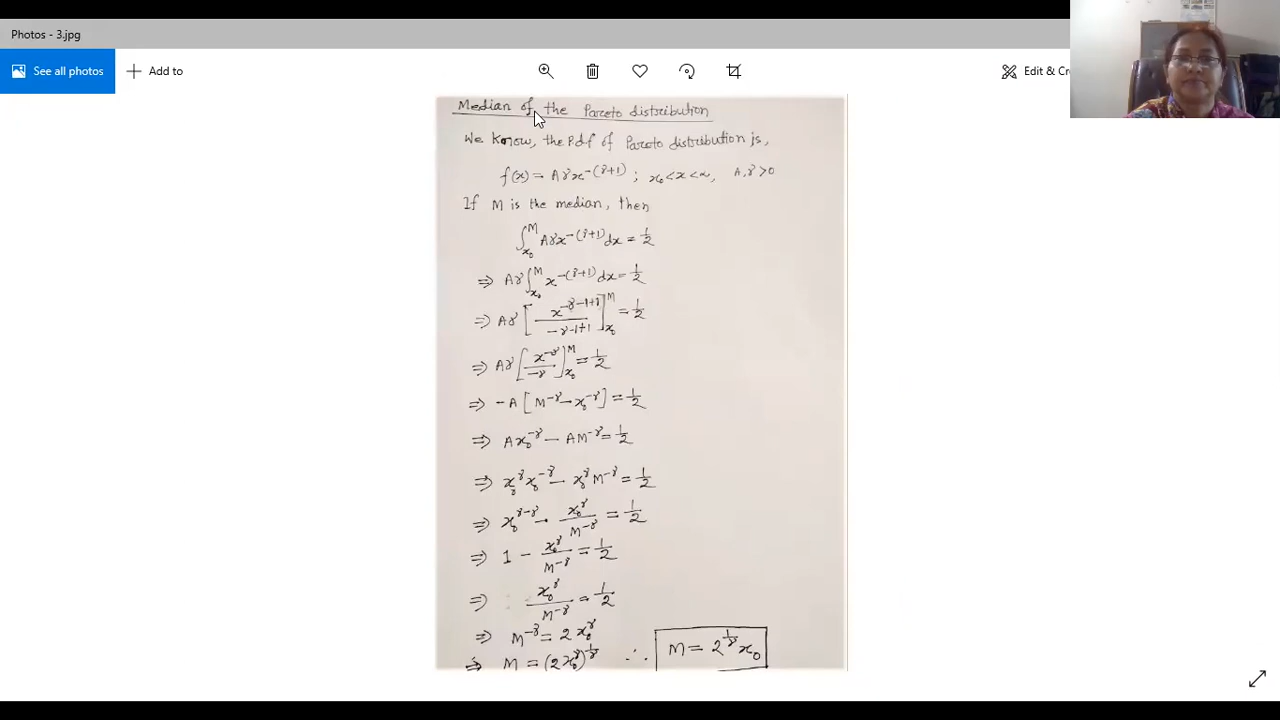 Photos - 3.jpg
See all photos
Add to
Edit & Cr
Median of the Pareto distribution
We know, the Pdf of Pareto distribution is,
f(x) = Aγx^-(γ+1) ; x₀<x<∞, A,γ>0
If M is the median, then
∫_x₀^M Aγx^-(γ+1) dx = 1/2
⇒ Aγ ∫_x₀^M x^-(γ+1) dx = 1/2
⇒ Aγ [x^(-γ-1+1) / (-γ-1+1)]_x₀^M = 1/2
⇒ Aγ [x^-γ / -γ]_x₀^M = 1/2
⇒ -A [M^-γ - x₀^-γ] = 1/2
⇒ Ax₀^-γ - AM^-γ = 1/2
⇒ x₀^γ x₀^-γ - x₀^γ M^-γ = 1/2
⇒ x₀^(γ-γ) - x₀^γ / M^-γ = 1/2
⇒ 1 - x₀^γ / M^-γ = 1/2
⇒ x₀^γ / M^-γ = 1/2
⇒ M^-γ = 2x₀^γ
⇒ M = (2x₀^γ)^(1/γ) ∴ M = 2^(1/γ) x₀